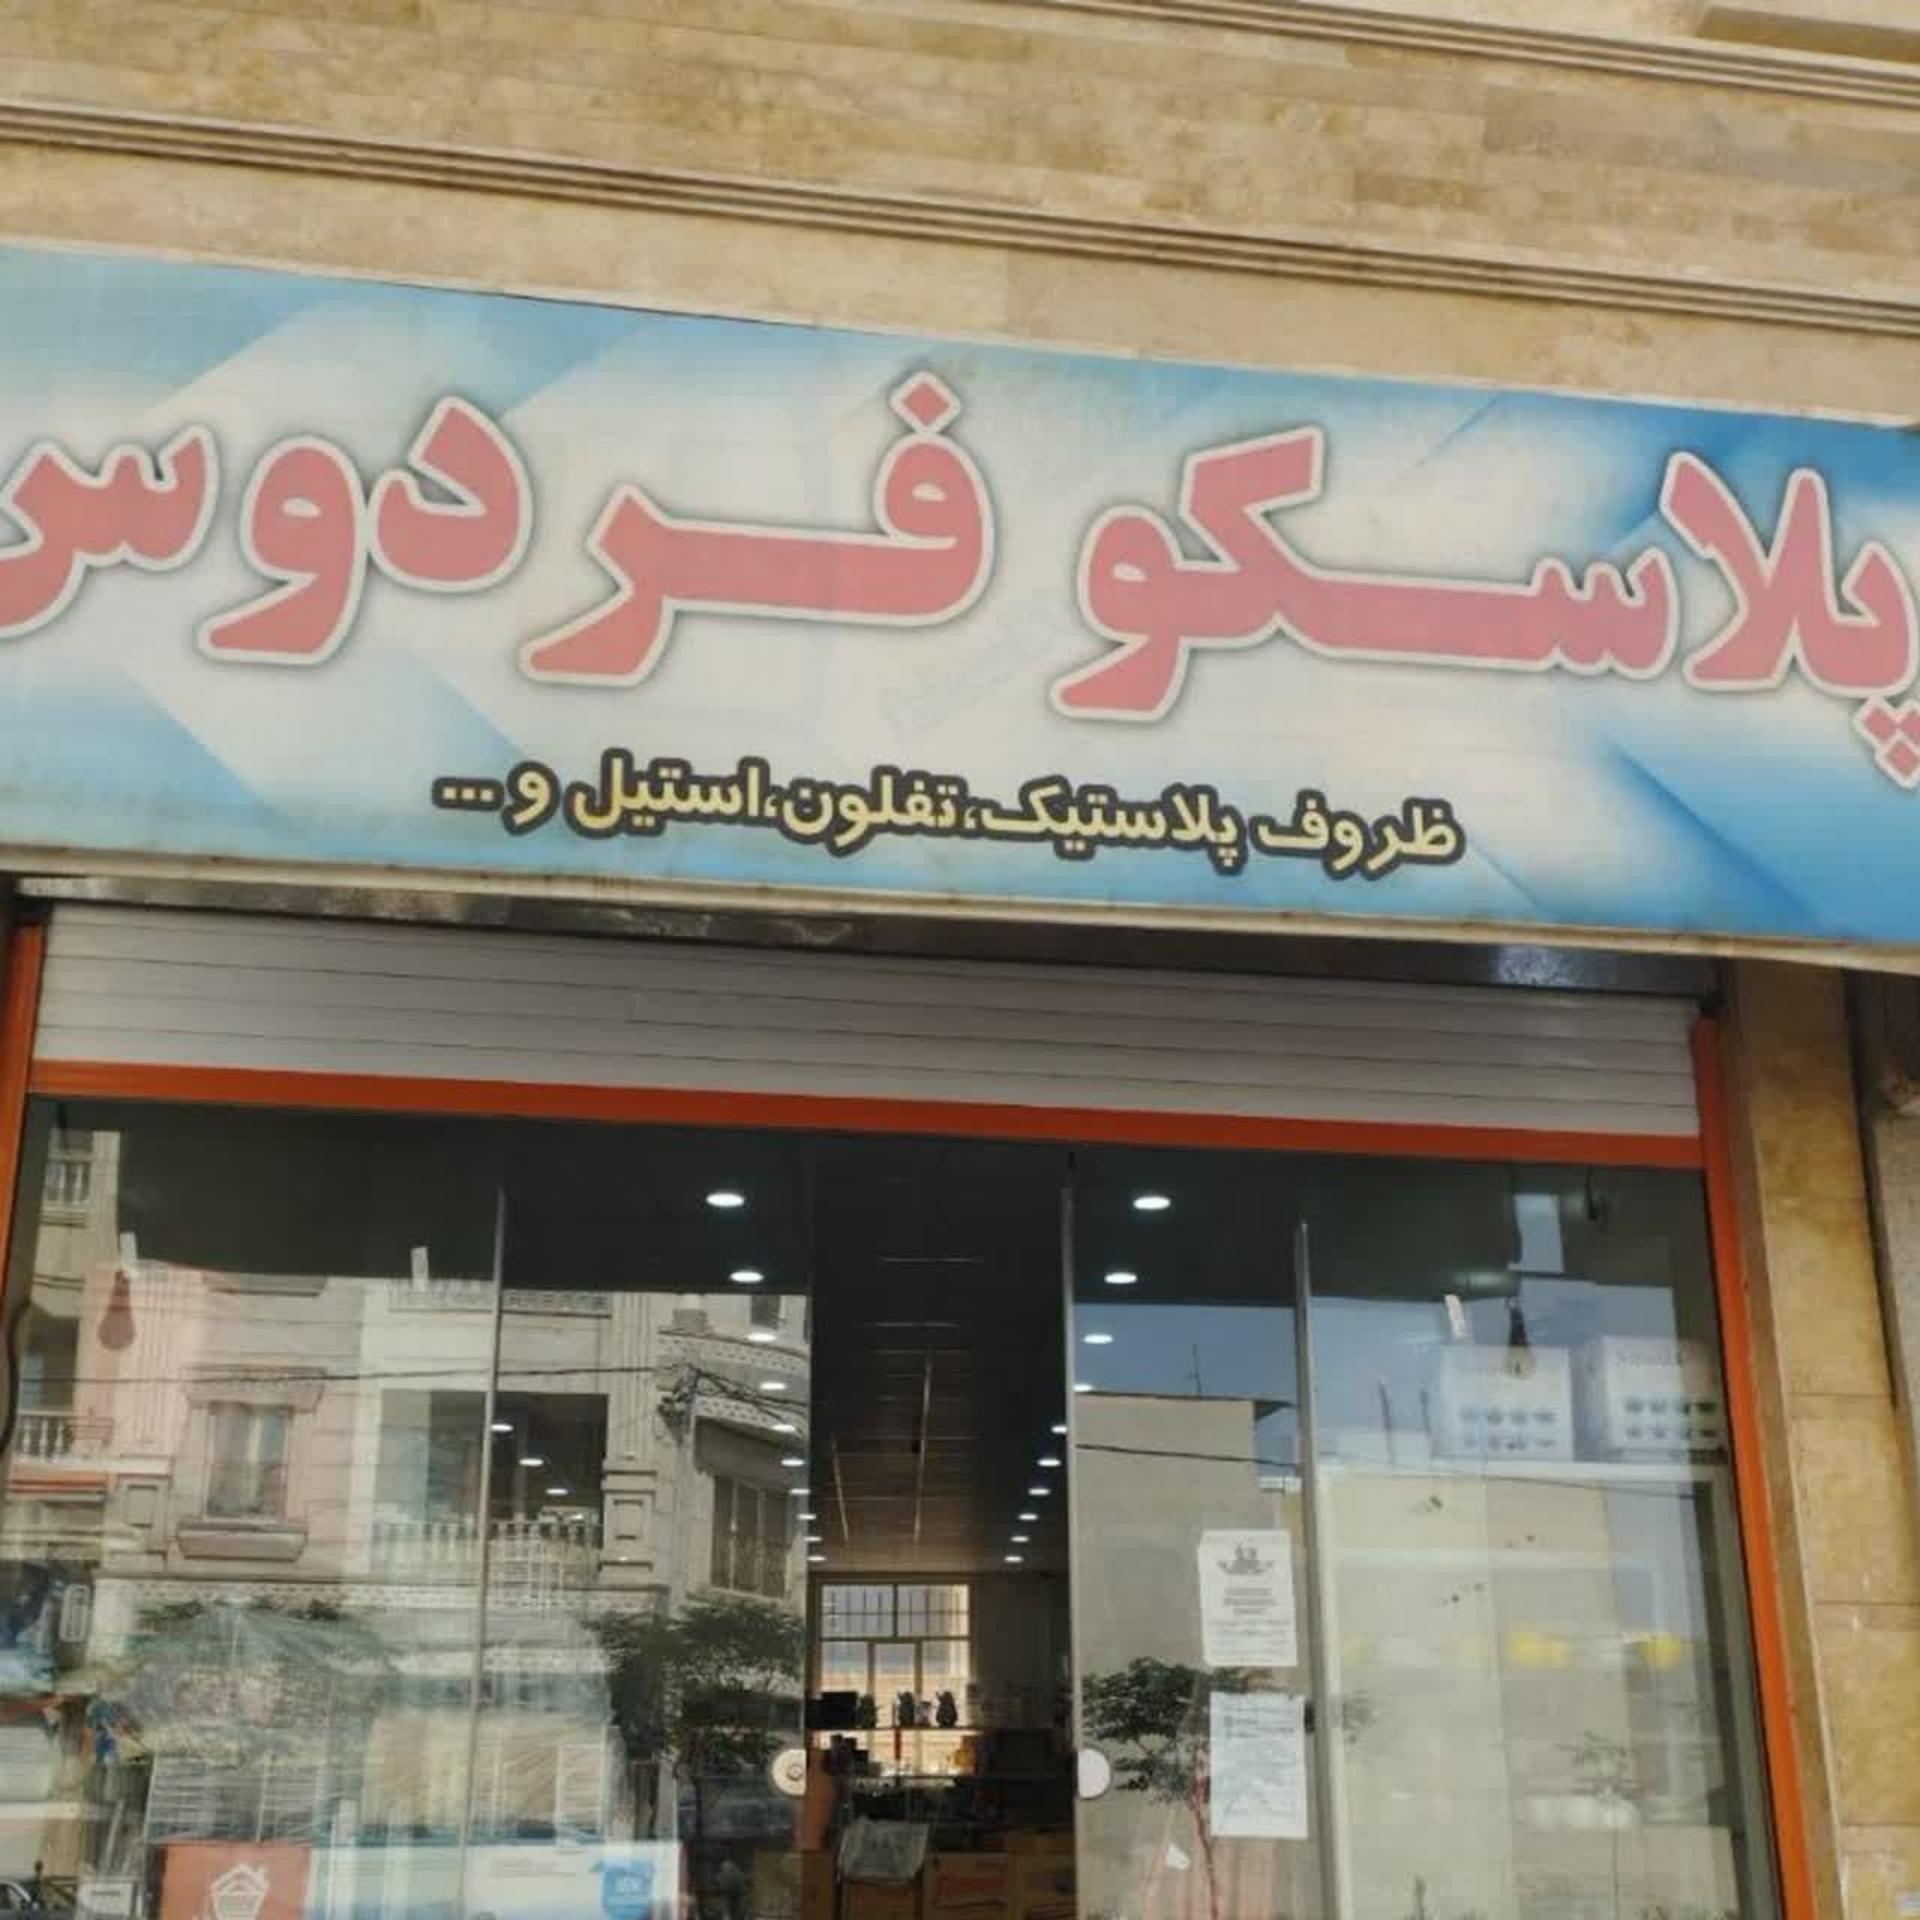 پلاسکو فردوس
ظروف پلاستیک،تفلون،استیل و ...